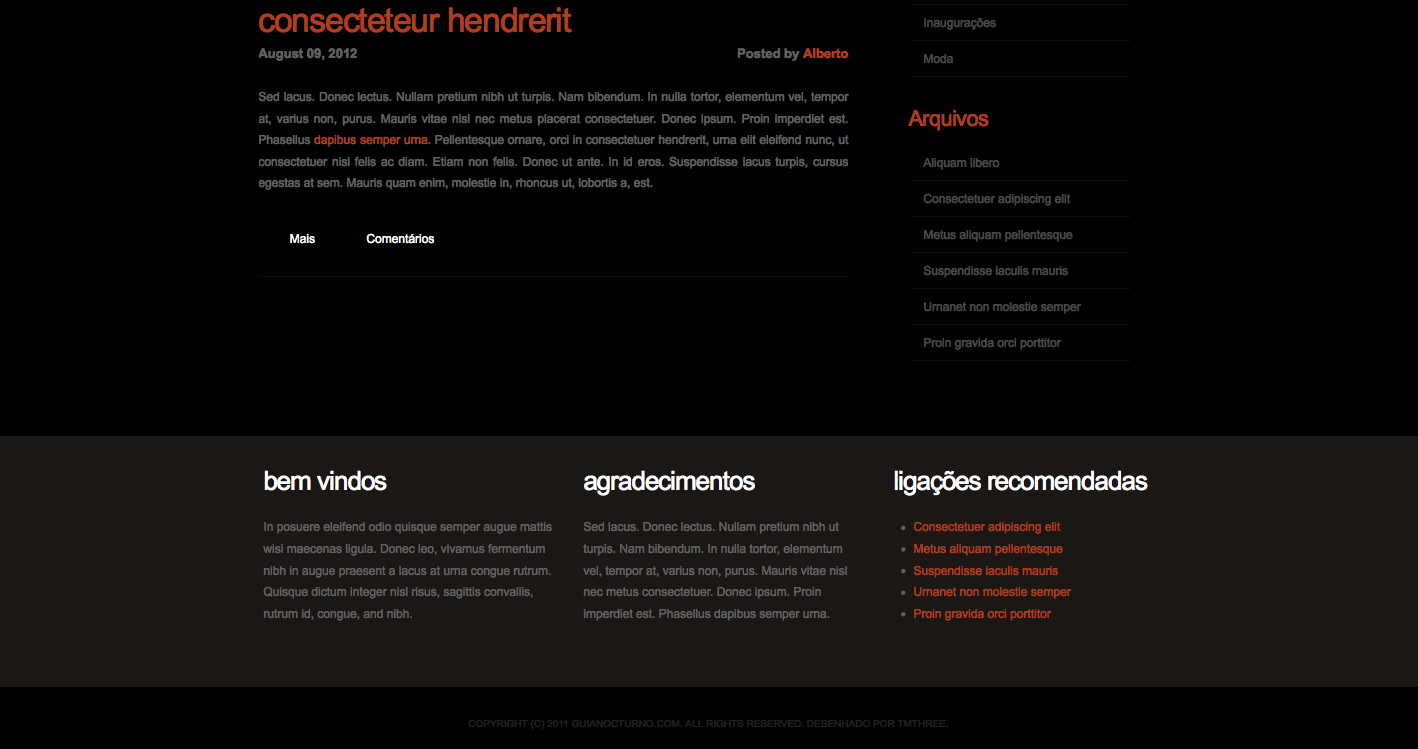 consecteteur hendrerit
August 09, 2012
Posted by Alberto
Sed lacus. Donec lectus. Nullam pretium nibh ut turpis. Nam bibendum. In nulla tortor, elementum vel, tempor
at, varius non, purus. Mauris vitae nisl nec metus placerat consectetuer. Donec ipsum. Proin imperdiet est.
Phasellus dapibus semper urna. Pellentesque ornare, orci in consectetuer hendrerit, urna elit eleifend nunc, ut
consectetuer nisl felis ac diam. Etiam non felis. Donec ut ante. In id eros. Suspendisse lacus turpis, cursus
egestas at sem. Mauris quam enim, molestie in, rhoncus ut, lobortis a, est.
Mais
Comentários
Inaugurações
Moda
Arquivos
Aliquam libero
Consectetuer adipiscing elit
Metus aliquam pellentesque
Suspendisse iaculis mauris
Urnanet non molestie semper
Proin gravida orci porttitor
bem vindos
In posuere eleifend odio quisque semper augue mattis
wisi maecenas ligula. Donec leo, vivamus fermentum
nibh in augue praesent a lacus at urna congue rutrum.
Quisque dictum integer nisl risus, sagittis convallis,
rutrum id, congue, and nibh.
agradecimentos
Sed lacus. Donec lectus. Nullam pretium nibh ut
turpis. Nam bibendum. In nulla tortor, elementum
vel, tempor at, varius non, purus. Mauris vitae nisl
nec metus consectetuer. Donec ipsum. Proin
imperdiet est. Phasellus dapibus semper urna.
ligações recomendadas
Consectetuer adipiscing elit
Metus aliquam pellentesque
Suspendisse iaculis mauris
Urnanet non molestie semper
Proin gravida orci porttitor
COPYRIGHT (C) 2011 GUIANOCTURNO.COM. ALL RIGHTS RESERVED. DESENHADO POR TMTHREE.